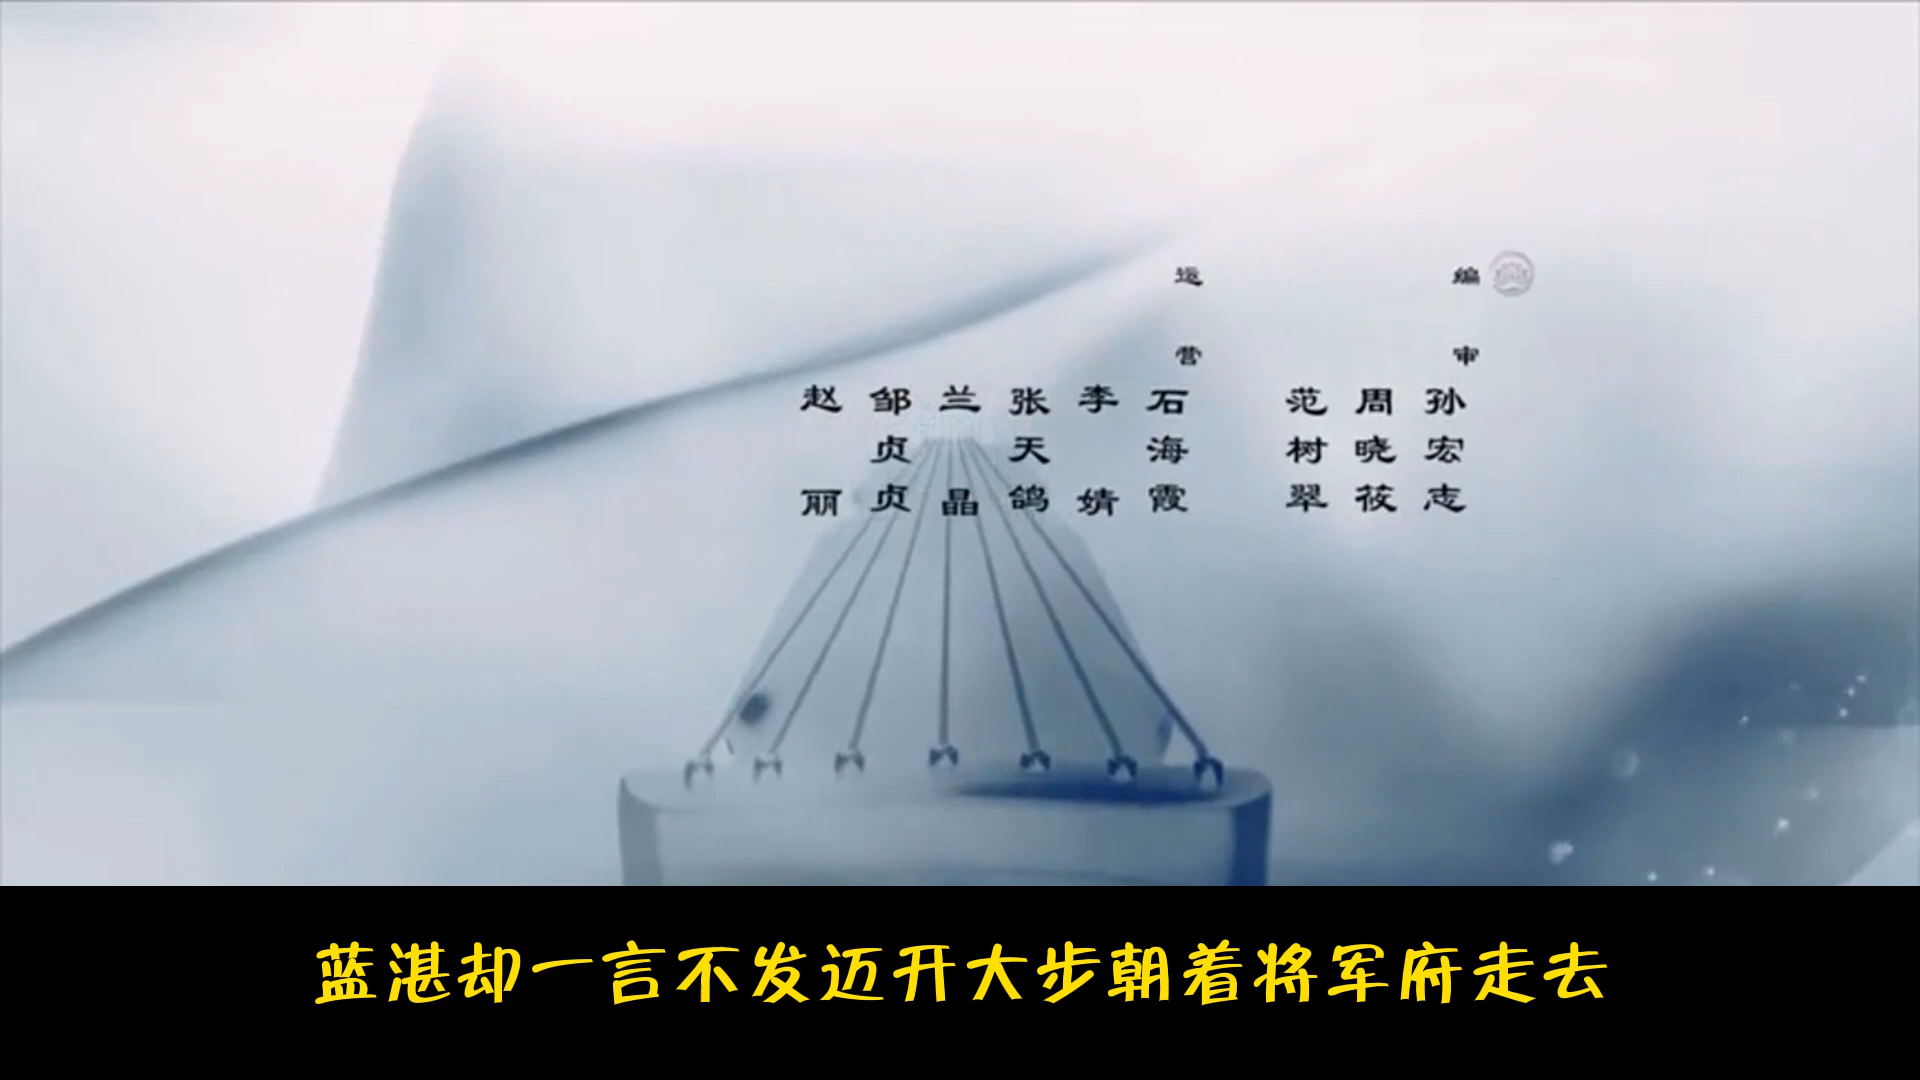 编审
孙宏志
周晓莜
范树翠
运营
石海霞
李婧
张天鸽
兰晶
邹贞贞
赵丽
蓝湛却一言不发迈开大步朝着将军府走去